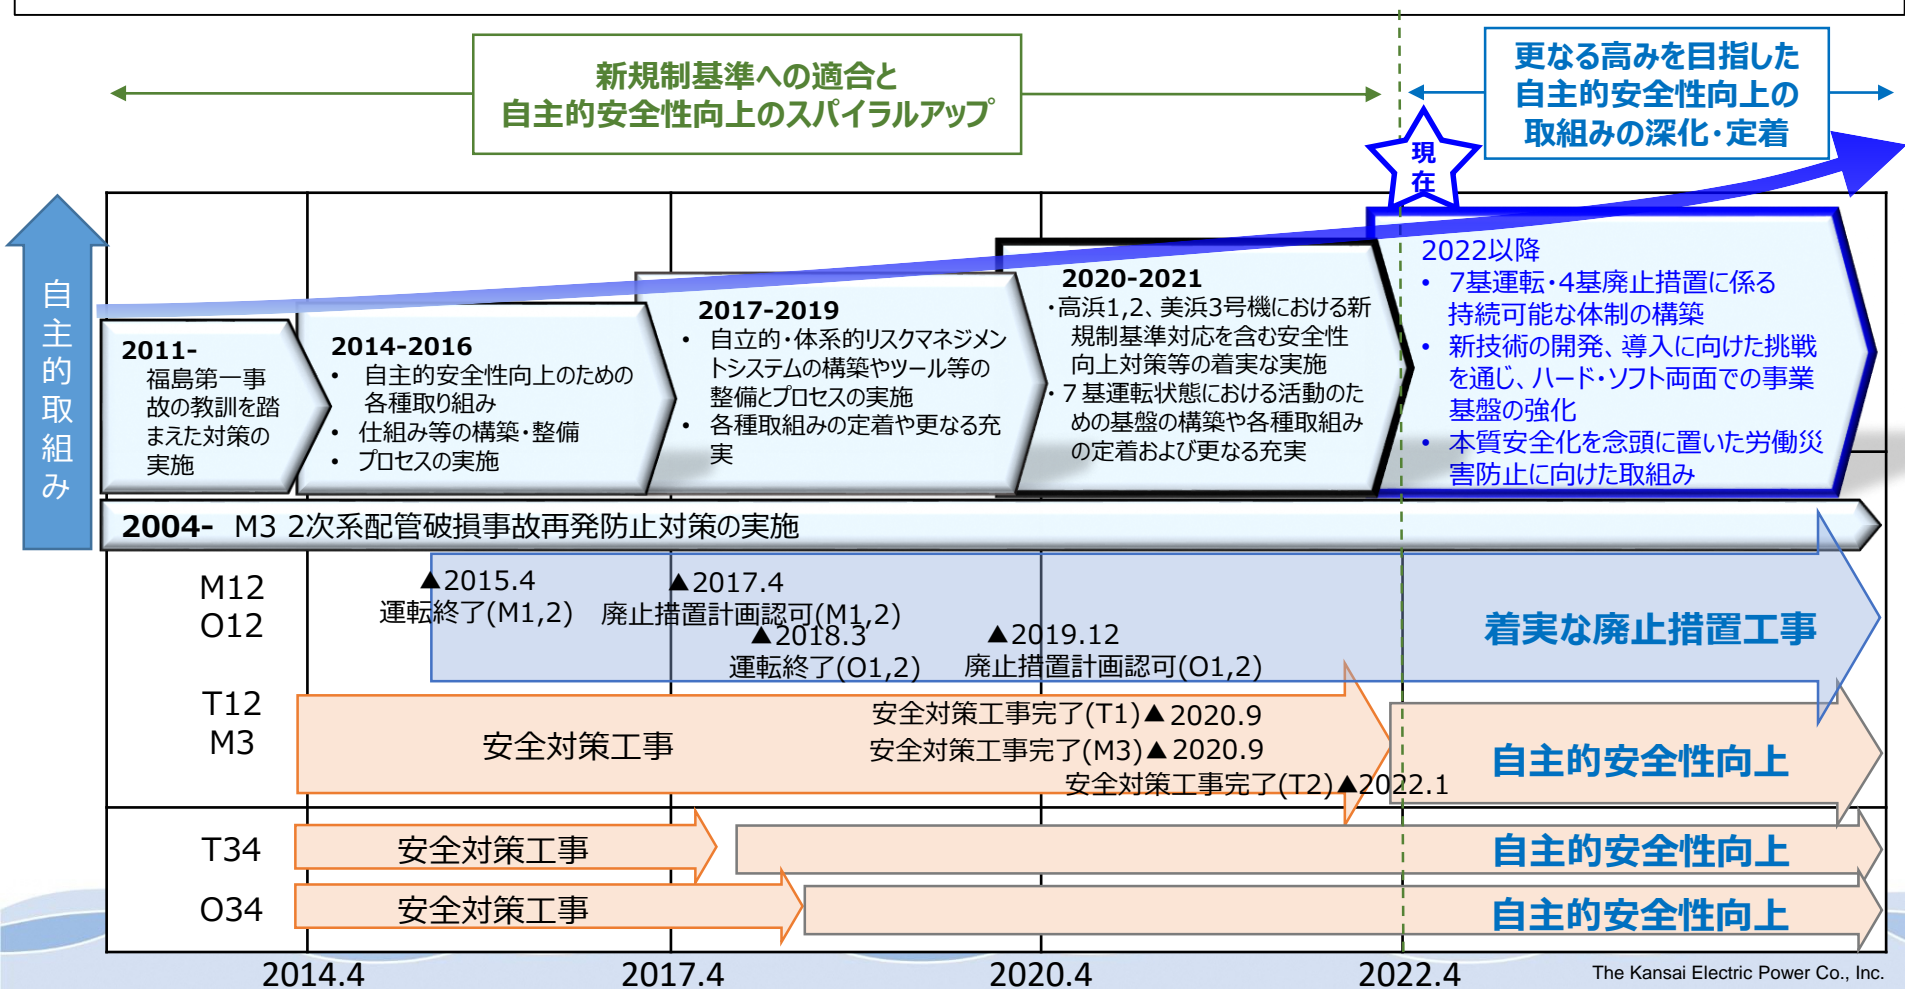 新規制基準への適合と
自主的安全性向上のスパイラルアップ
更なる高みを目指した
自主的安全性向上の
取組みの深化・定着
現
在
自主的取組み
2011-
福島第一事
故の教訓を踏
まえた対策の
実施
2014-2016
• 自主的安全性向上のための
各種取り組み
• 仕組み等の構築・整備
• プロセスの実施
2017-2019
• 自立的・体系的リスクマネジメン
トシステムの構築やツール等の
整備とプロセスの実施
• 各種取組みの定着や更なる充
実
2020-2021
・高浜1,2、美浜3号機における新
規制基準対応を含む安全性
向上対策等の着実な実施
・７基運転状態における活動のた
めの基盤の構築や各種取組み
の定着および更なる充実
2022以降
• 7基運転・4基廃止措置に係る
持続可能な体制の構築
• 新技術の開発、導入に向けた挑戦
を通じ、ハード・ソフト両面での事業
基盤の強化
• 本質安全化を念頭に置いた労働災
害防止に向けた取組み
2004- M3 2次系配管破損事故再発防止対策の実施
M12
O12
▲2015.4
運転終了(M1,2)
▲2017.4
廃止措置計画認可(M1,2)
▲2018.3
運転終了(O1,2)
▲2019.12
廃止措置計画認可(O1,2)
着実な廃止措置工事
T12
M3
安全対策工事
安全対策工事完了(T1)▲2020.9
安全対策工事完了(M3)▲2020.9
安全対策工事完了(T2)▲2022.1
自主的安全性向上
T34
安全対策工事
自主的安全性向上
O34
安全対策工事
自主的安全性向上
2014.4
2017.4
2020.4
2022.4
The Kansai Electric Power Co., Inc.